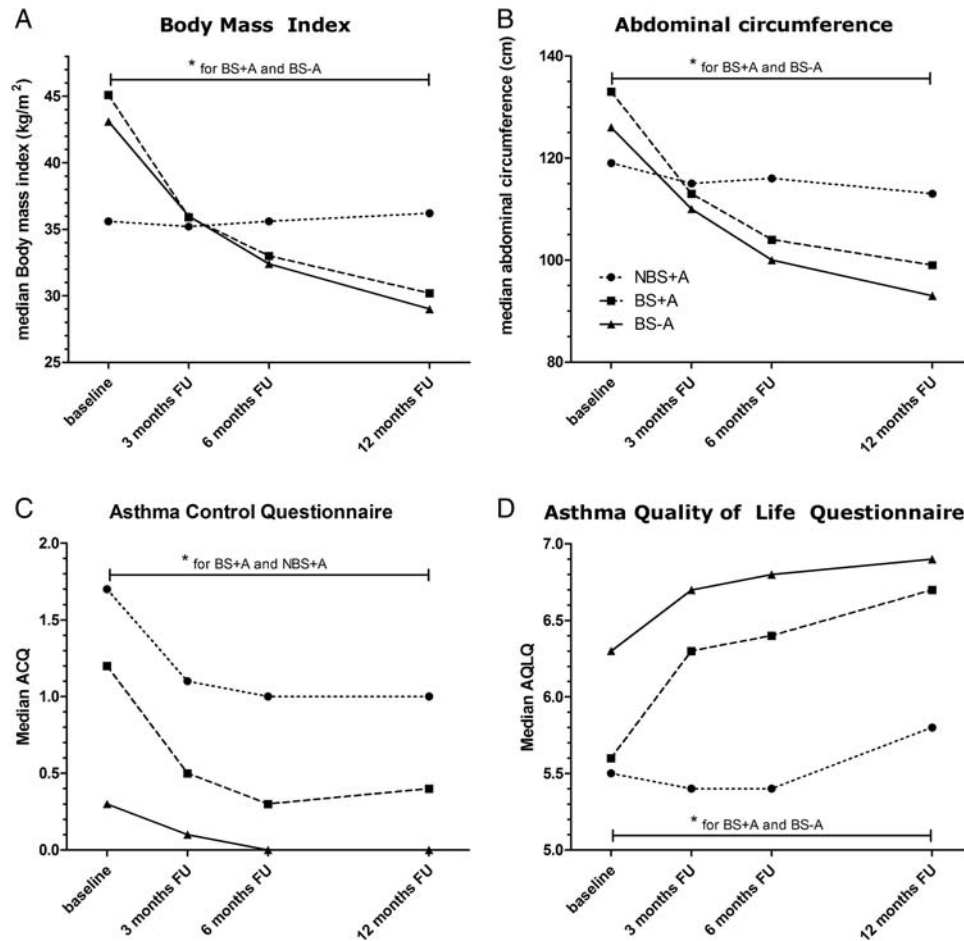 A
Body Mass Index
* for BS+A and BS-A
median Body mass index (kg/m²)
45
40
35
30
25
baseline
3 months FU
6 months FU
12 months FU
B
Abdominal circumference
* for BS+A and BS-A
median abdominal circumference (cm)
140
120
100
80
NBS+A
BS+A
BS-A
baseline
3 months FU
6 months FU
12 months FU
C
Asthma Control Questionnaire
* for BS+A and NBS+A
Median ACQ
2.0
1.5
1.0
0.5
0.0
baseline
3 months FU
6 months FU
12 months FU
D
Asthma Quality of Life Questionnaire
Median AQLQ
7.0
6.5
6.0
5.5
5.0
* for BS+A and BS-A
baseline
3 months FU
6 months FU
12 months FU